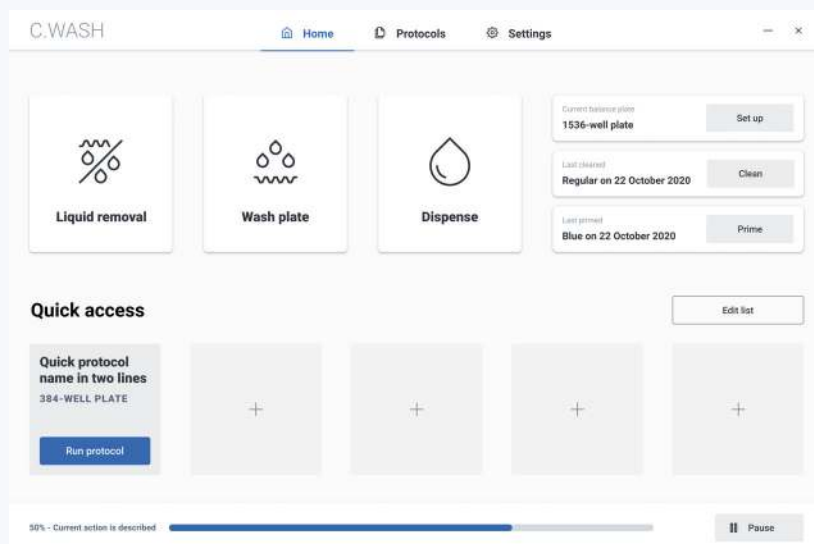 C.WASH
Home
Protocols
Settings
Liquid removal
Wash plate
Dispense
Current balance plate
1536-well plate
Set up
Last cleaned
Regular on 22 October 2020
Clean
Last primed
Blue on 22 October 2020
Prime
Quick access
Edit list
Quick protocol
name in two lines
384-WELL PLATE
Run protocol
50% - Current action is described
Pause